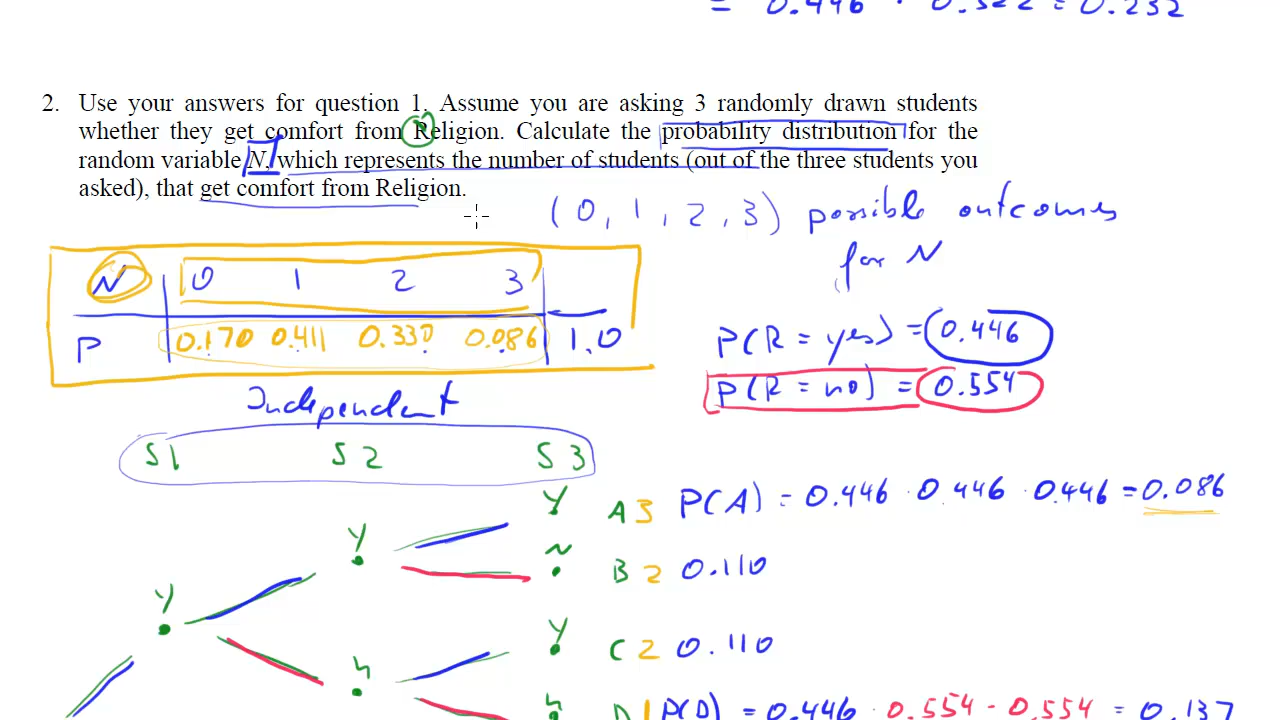 = 0.446 · 0.522 = 0.232
2. Use your answers for question 1. Assume you are asking 3 randomly drawn students
whether they get comfort from Religion. Calculate the probability distribution for the
random variable N, which represents the number of students (out of the three students you
asked), that get comfort from Religion.
(0, 1, 2, 3) possible outcomes
for N
N 0 1 2 3
P 0.170 0.411 0.330 0.086 1.0
P(R = yes) = 0.446
P(R = no) = 0.554
Independent
S1 S2 S3
Y A 3 P(A) = 0.446 · 0.446 · 0.446 = 0.086
Y
N B 2 0.110
Y
Y C 2 0.110
n
n D 1 P(D) = 0.446 · 0.554 - 0.554 = 0.137